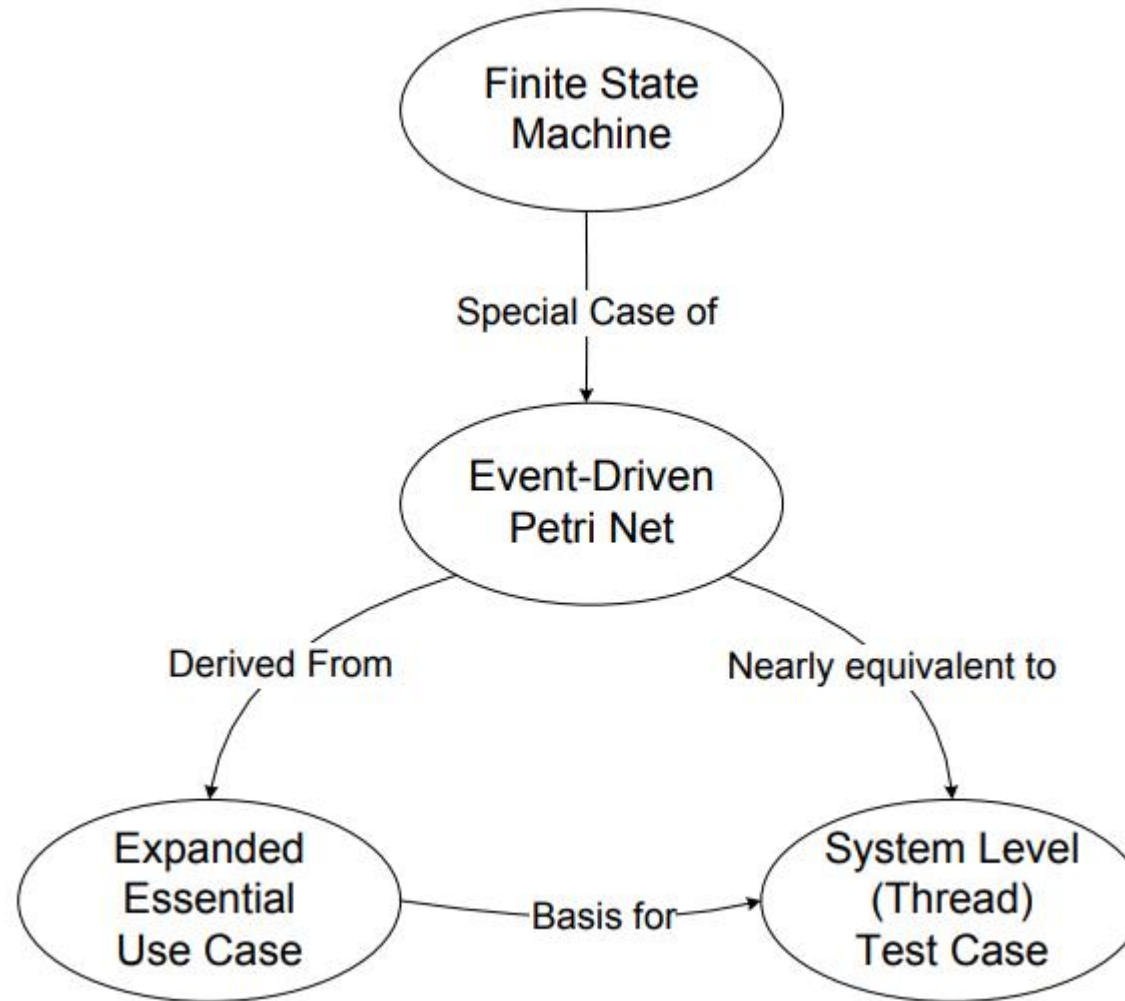 Finite State
Machine
Special Case of
Event-Driven
Petri Net
Derived From
Nearly equivalent to
Expanded
Essential
Use Case
Basis for
System Level
(Thread)
Test Case